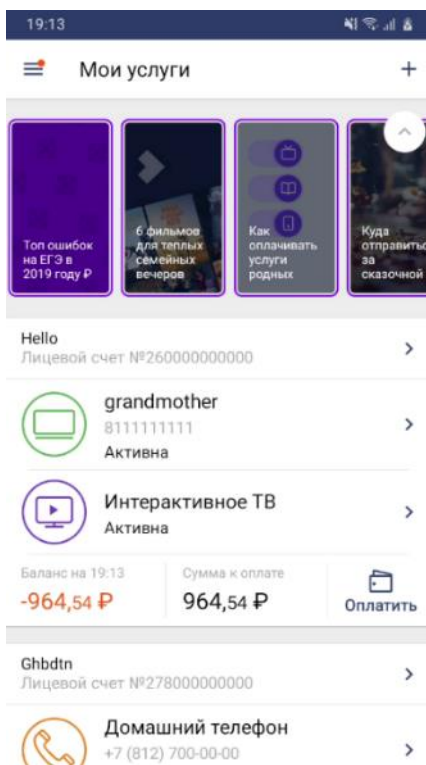 19:13
Мои услуги
Топ ошибок
на ЕГЭ в
2019 году ₽
6 фильмов
для теплых
семейных
вечеров
Как
оплачивать
услуги
родных
Куда
отправитьс
за
сказочной
Hello
Лицевой счет №260000000000
grandmother
8111111111
Активна
Интерактивное ТВ
Активна
Баланс на 19:13
Сумма к оплате
-964,54 ₽
964,54 ₽
Оплатить
Ghbdtn
Лицевой счет №278000000000
Домашний телефон
+7 (812) 700-00-00